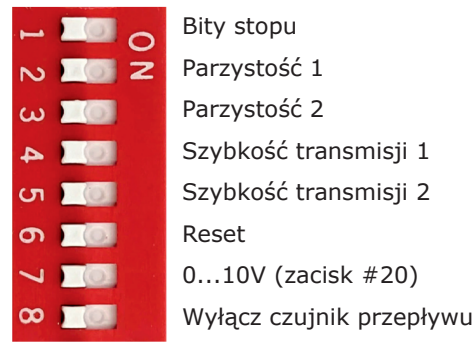 1 Bity stopu
2 Parzystość 1
3 Parzystość 2
4 Szybkość transmisji 1
5 Szybkość transmisji 2
6 Reset
7 0...10V (zacisk #20)
8 Wyłącz czujnik przepływu
ON